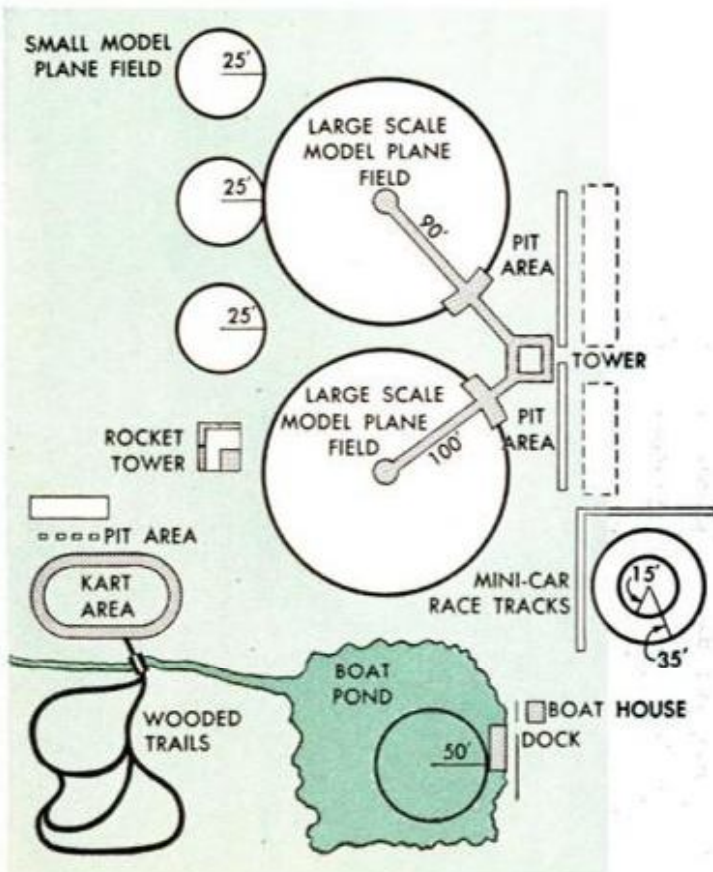 SMALL MODEL
PLANE FIELD
25'
25'
25'
LARGE SCALE
MODEL PLANE
FIELD
90'
PIT
AREA
TOWER
LARGE SCALE
MODEL PLANE
FIELD
100'
PIT
AREA
ROCKET
TOWER
PIT AREA
KART
AREA
MINI-CAR
RACE TRACKS
15'
35'
WOODED
TRAILS
BOAT
POND
50'
BOAT HOUSE
DOCK